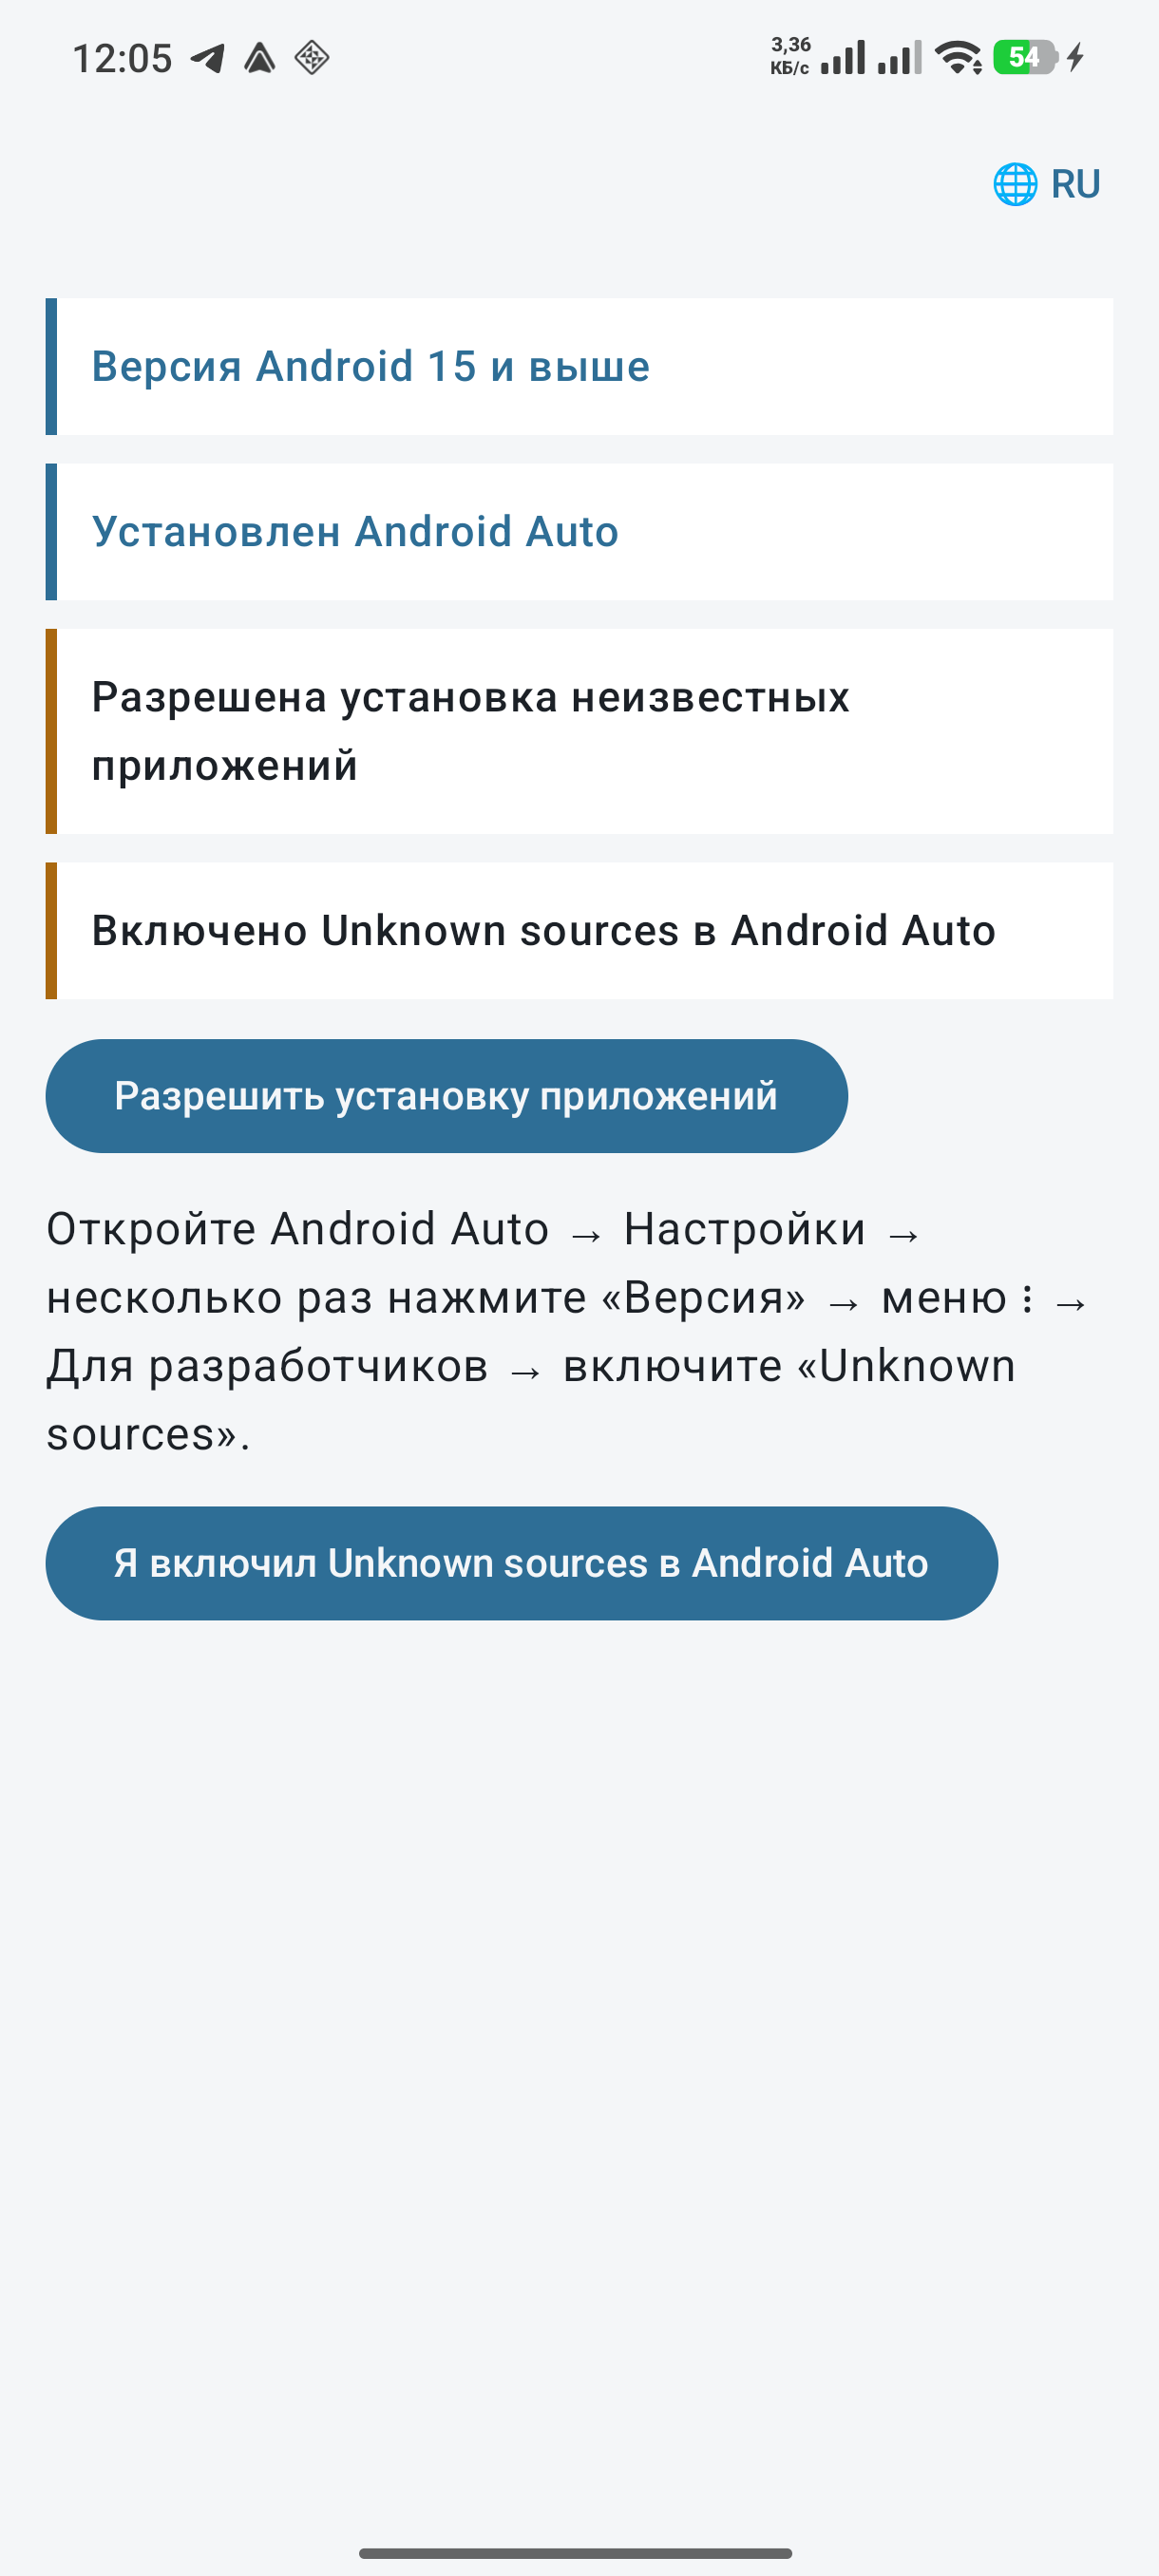 12:05
3,36
КБ/с
54
RU
Версия Android 15 и выше
Установлен Android Auto
Разрешена установка неизвестных
приложений
Включено Unknown sources в Android Auto
Разрешить установку приложений
Откройте Android Auto → Настройки →
несколько раз нажмите «Версия» → меню ⋮ →
Для разработчиков → включите «Unknown
sources».
Я включил Unknown sources в Android Auto